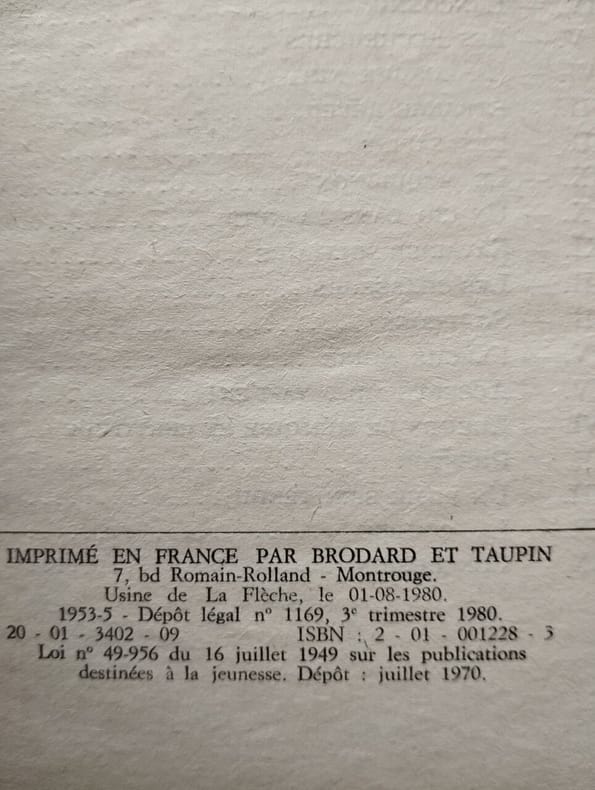 IMPRIMÉ EN FRANCE PAR BRODARD ET TAUPIN
7, bd Romain-Rolland - Montrouge.
Usine de La Flèche, le 01-08-1980.
1953-5 - Dépôt légal nº 1169, 3e trimestre 1980.
20 - 01 - 3402 - 09 ISBN : 2 - 01 - 001228 - 3
Loi nº 49-956 du 16 juillet 1949 sur les publications
destinées à la jeunesse. Dépôt : juillet 1970.